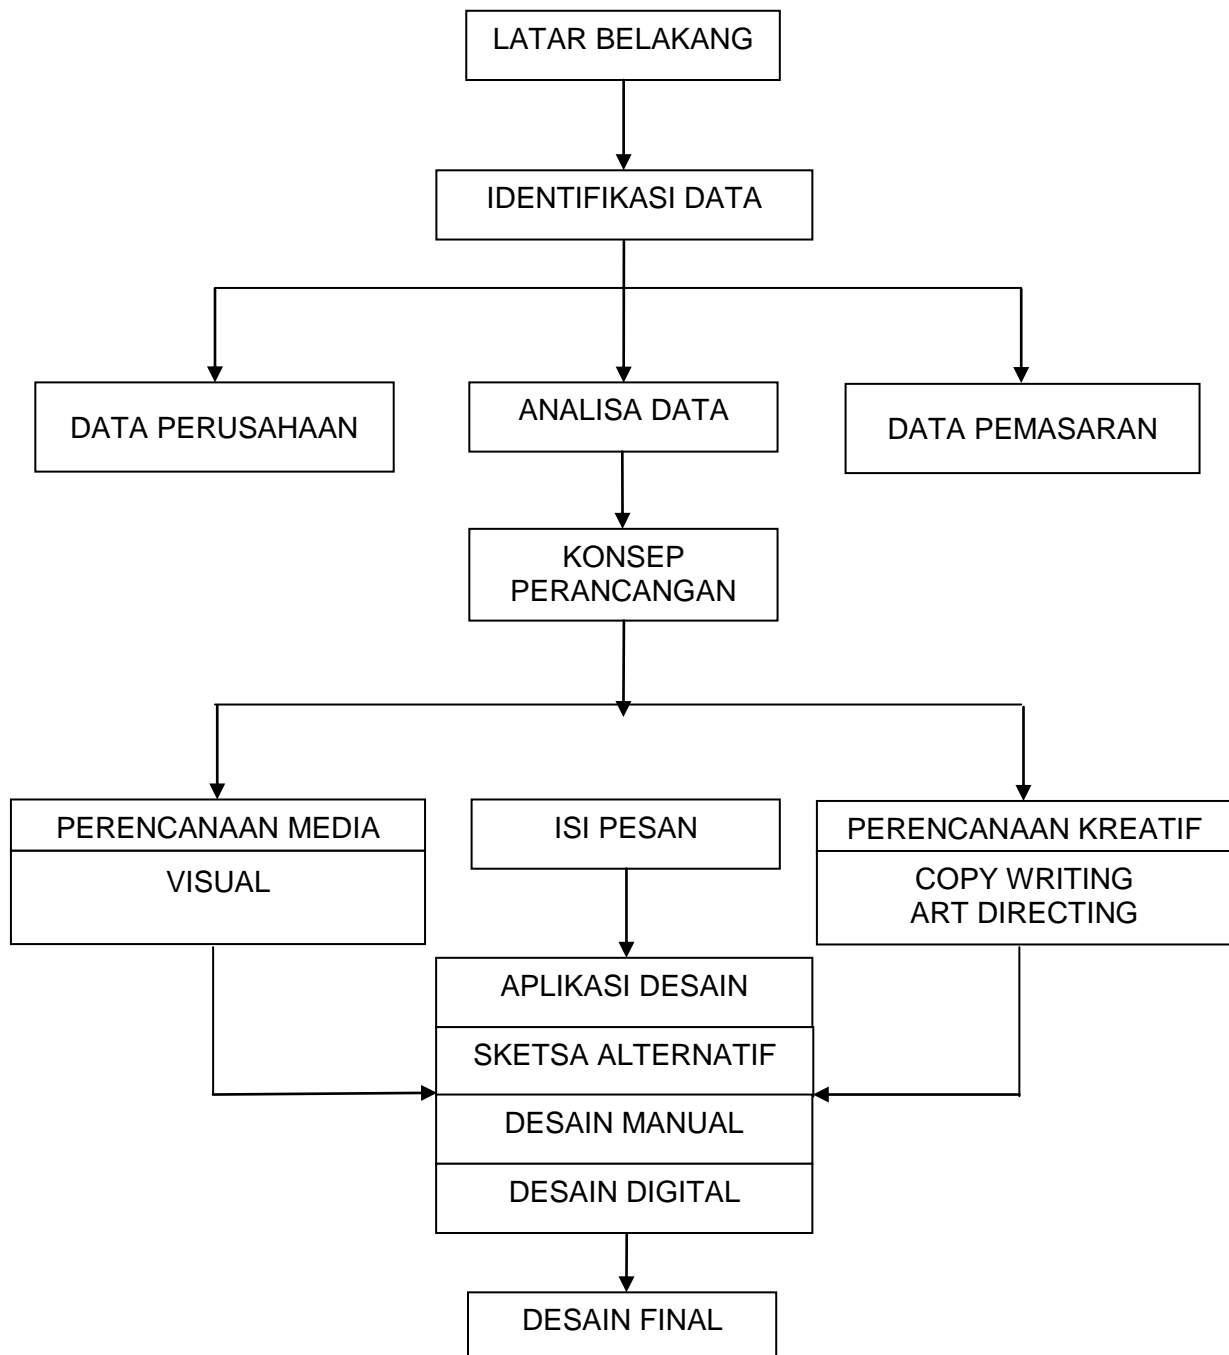 LATAR BELAKANG
IDENTIFIKASI DATA
DATA PERUSAHAAN
ANALISA DATA
DATA PEMASARAN
KONSEP
PERANCANGAN
PERENCANAAN MEDIA
VISUAL
ISI PESAN
PERENCANAAN KREATIF
COPY WRITING
ART DIRECTING
APLIKASI DESAIN
SKETSA ALTERNATIF
DESAIN MANUAL
DESAIN DIGITAL
DESAIN FINAL